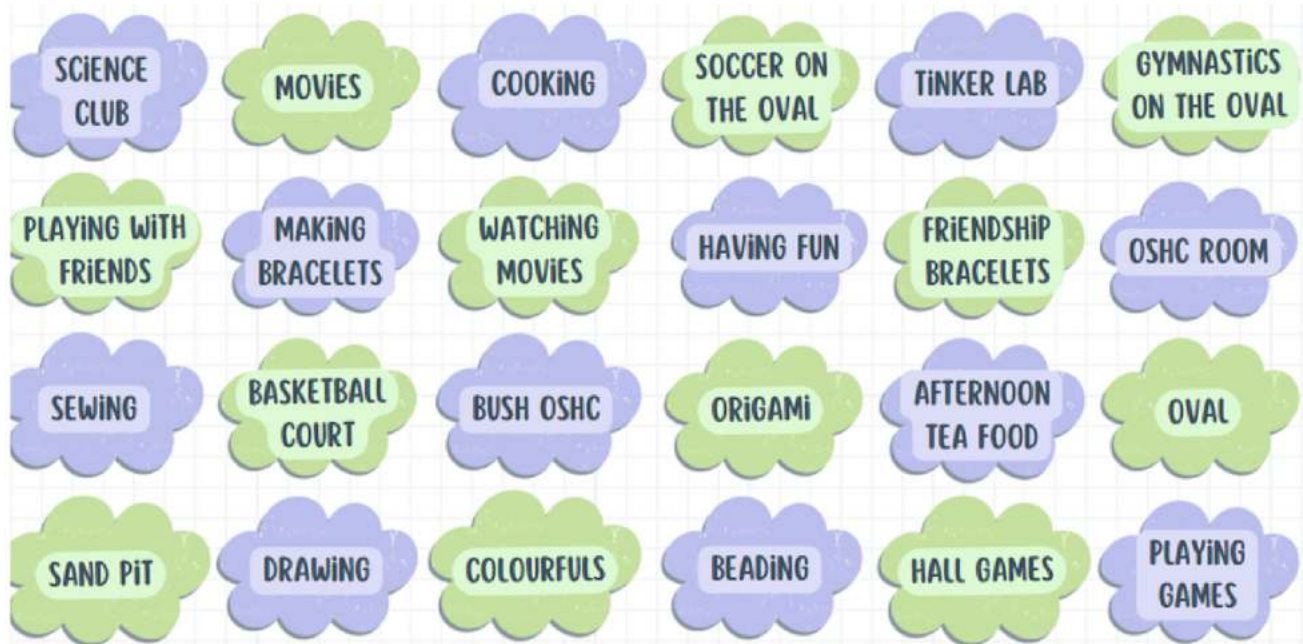 SCIENCE
CLUB
MOVIES
COOKING
SOCCER ON
THE OVAL
TINKER LAB
GYMNASTICS
ON THE OVAL
PLAYING WITH
FRIENDS
MAKING
BRACELETS
WATCHING
MOVIES
HAVING FUN
FRIENDSHIP
BRACELETS
OSHC ROOM
SEWING
BASKETBALL
COURT
BUSH OSHC
ORIGAMI
AFTERNOON
TEA FOOD
OVAL
SAND PIT
DRAWING
COLOURFULS
BEADING
HALL GAMES
PLAYING
GAMES